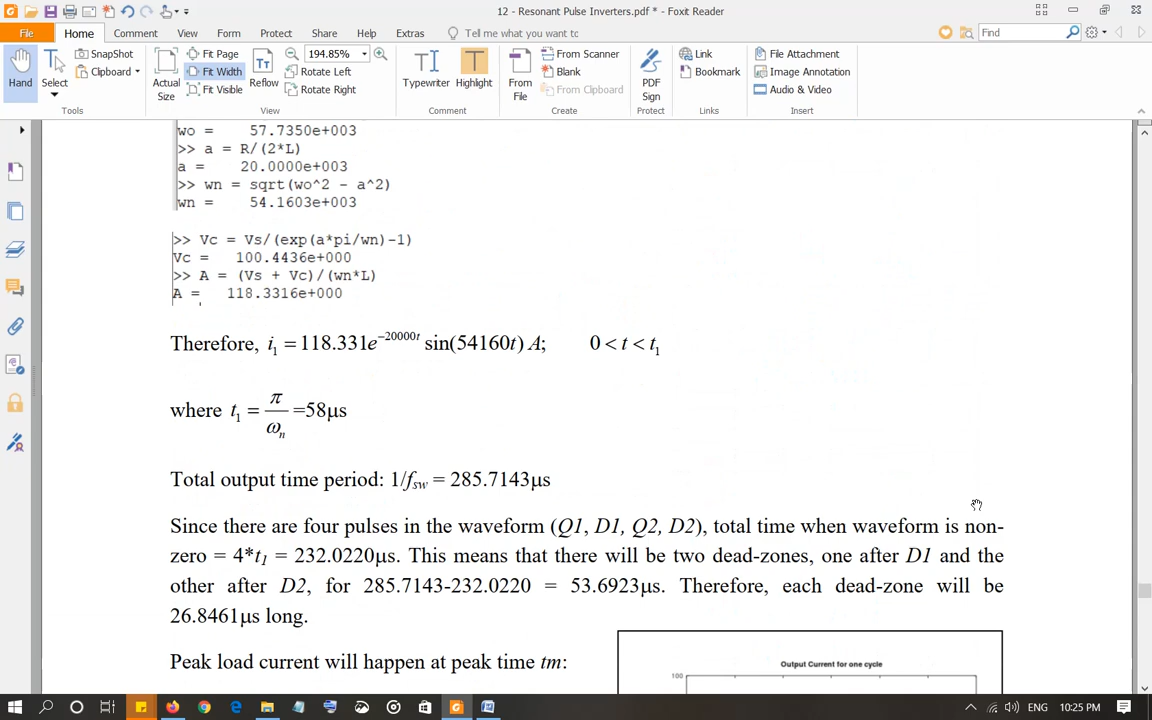 12 - Resonant Pulse Inverters.pdf * - Foxit Reader
File Home Comment View Form Protect Share Help Extras Tell me what you want to Find
Hand
Select
SnapShot
Clipboard
Tools
Actual Size
Fit Page
Fit Width
Fit Visible
Reflow
194.85%
Rotate Left
Rotate Right
View
Typewriter
Highlight
Comment
From File
From Scanner
Blank
From Clipboard
Create
PDF Sign
Protect
Link
Bookmark
Links
File Attachment
Image Annotation
Audio & Video
Insert
wo = 57.7350e+003
>> a = R/(2*L)
a = 20.0000e+003
>> wn = sqrt(wo^2 - a^2)
wn = 54.1603e+003
>> Vc = Vs/(exp(a*pi/wn)-1)
Vc = 100.4436e+000
>> A = (Vs + Vc)/(wn*L)
A = 118.3316e+000
Therefore, i₁ = 118.331e⁻²⁰⁰⁰⁰ᵗ sin(54160t) A; 0 < t < t₁
where t₁ = π/ωₙ =58μs
Total output time period: 1/fsw = 285.7143μs
Since there are four pulses in the waveform (Q1, D1, Q2, D2), total time when waveform is non-
zero = 4*t₁ = 232.0220μs. This means that there will be two dead-zones, one after D1 and the
other after D2, for 285.7143-232.0220 = 53.6923μs. Therefore, each dead-zone will be
26.8461μs long.
Peak load current will happen at peak time tm:
Output Current for one cycle
100
ENG 10:25 PM